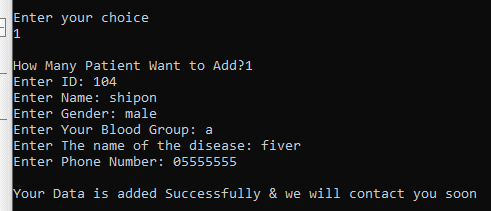 Enter your choice
1
How Many Patient Want to Add?1
Enter ID: 104
Enter Name: shipon
Enter Gender: male
Enter Your Blood Group: a
Enter The name of the disease: fiver
Enter Phone Number: 05555555
Your Data is added Successfully & we will contact you soon